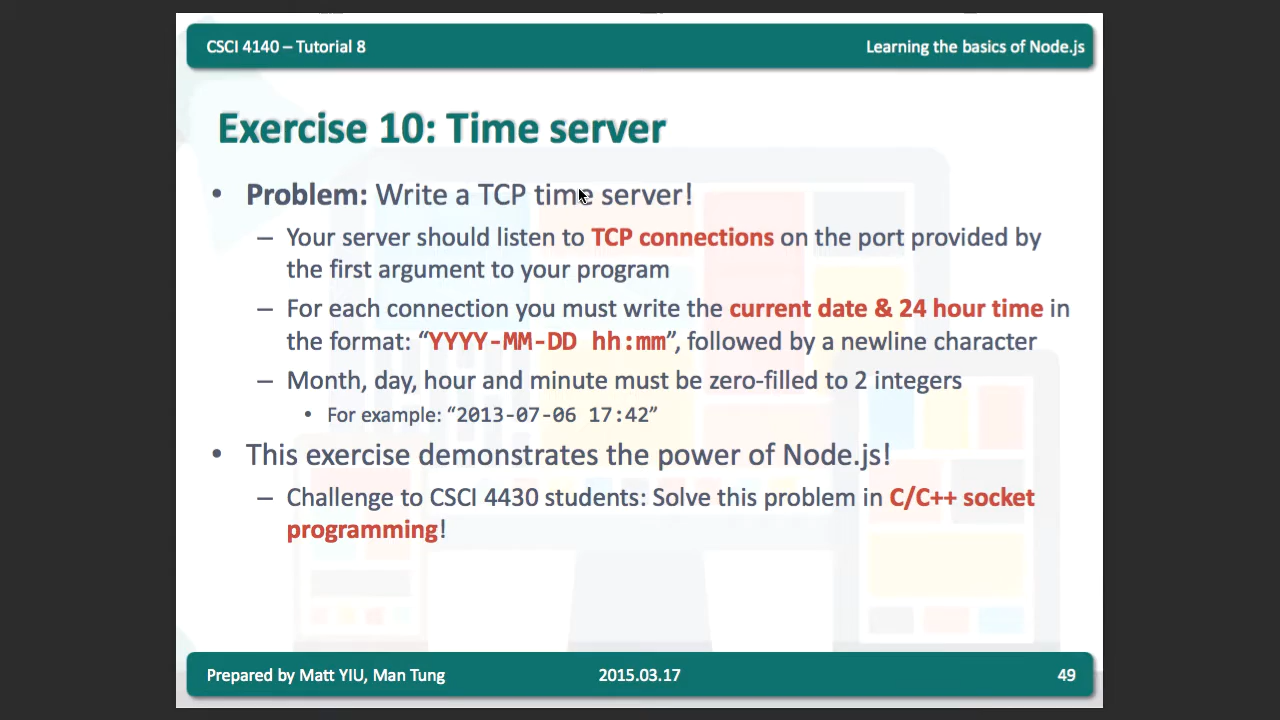 CSCI 4140 – Tutorial 8
Learning the basics of Node.js
Exercise 10: Time server
• Problem: Write a TCP time server!
– Your server should listen to TCP connections on the port provided by
the first argument to your program
– For each connection you must write the current date & 24 hour time in
the format: “YYYY-MM-DD hh:mm”, followed by a newline character
– Month, day, hour and minute must be zero-filled to 2 integers
• For example: “2013-07-06 17:42”
• This exercise demonstrates the power of Node.js!
– Challenge to CSCI 4430 students: Solve this problem in C/C++ socket
programming!
Prepared by Matt YIU, Man Tung
2015.03.17
49